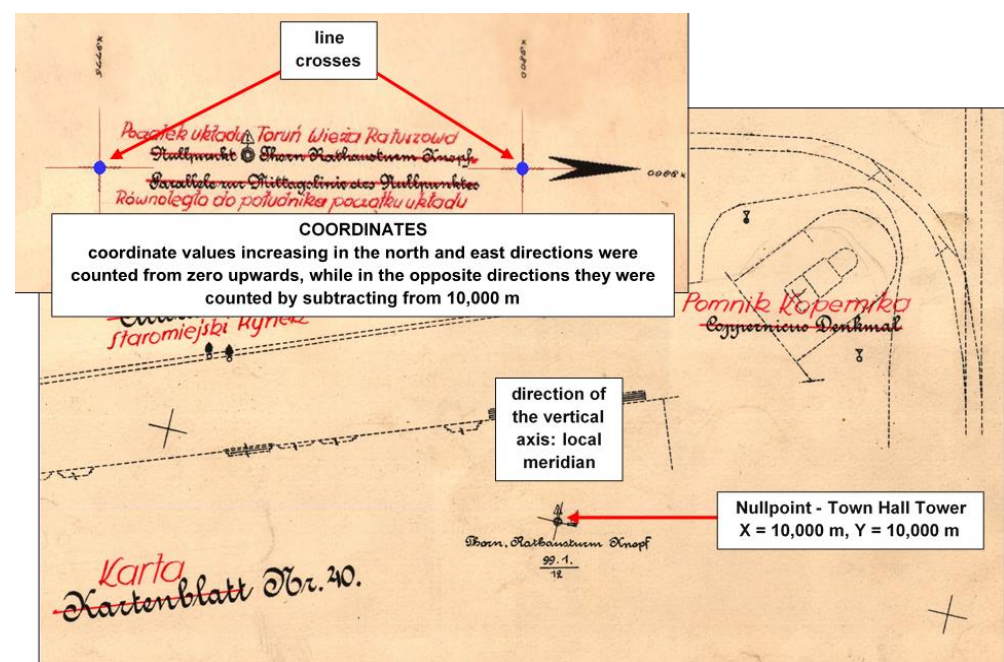 line
crosses
x9775
x9800
Początek układu Toruń Wieża Ratuszowa
Nullpunkt Thorn Rathausturm Knopf.
Parallele zur Mittagslinie des Nullpunktes
Równolegle do południka początku układu
COORDINATES
coordinate values increasing in the north and east directions were
counted from zero upwards, while in the opposite directions they were
counted by subtracting from 10,000 m
Staromiejski Rynek
Pomnik Kopernika
Coppernicus Denkmal
direction of
the vertical
axis: local
meridian
Nullpoint - Town Hall Tower
X = 10,000 m, Y = 10,000 m
Thorn, Rathausturm Knopf
99.1.
12
Karta
Kartenblatt Nr. 40.